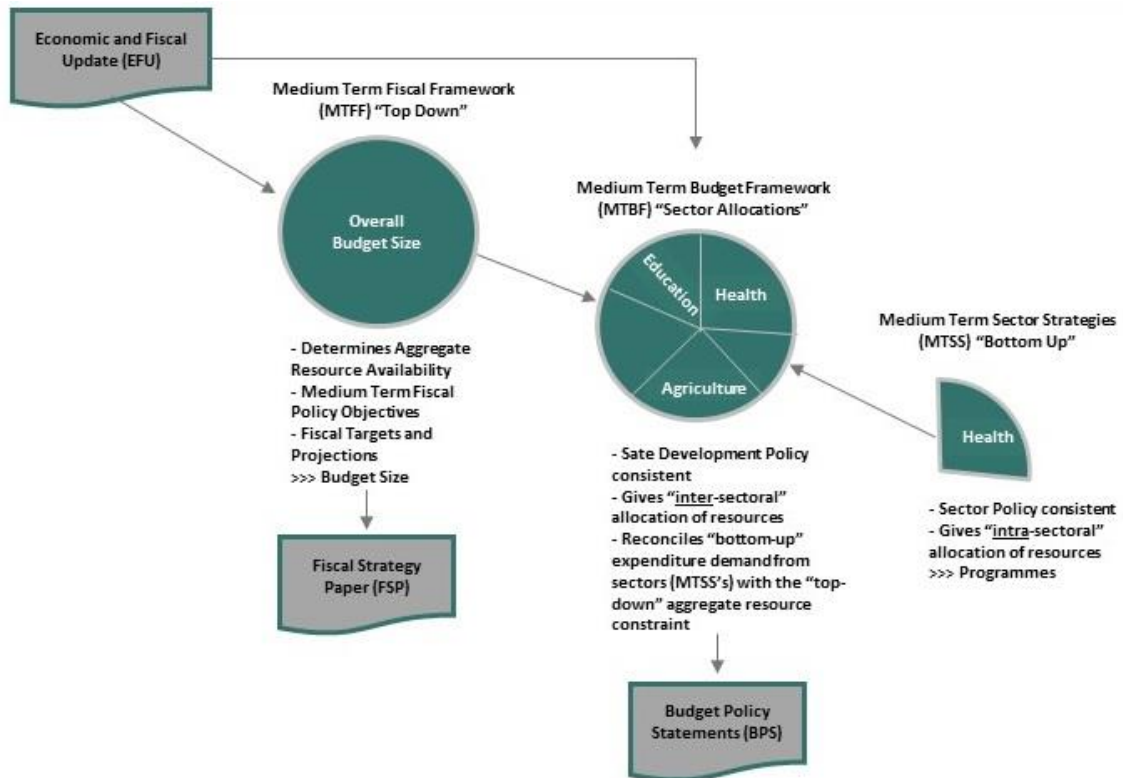 Economic and Fiscal
Update (EFU)
Medium Term Fiscal Framework
(MTFF) “Top Down”
Overall
Budget Size
- Determines Aggregate
Resource Availability
- Medium Term Fiscal
Policy Objectives
- Fiscal Targets and
Projections
>>> Budget Size
Fiscal Strategy
Paper (FSP)
Medium Term Budget Framework
(MTBF) “Sector Allocations”
Education
Health
Agriculture
- Sate Development Policy
consistent
- Gives “inter-sectoral”
allocation of resources
- Reconciles “bottom-up”
expenditure demand from
sectors (MTSS’s) with the “top-
down” aggregate resource
constraint
Budget Policy
Statements (BPS)
Medium Term Sector Strategies
(MTSS) “Bottom Up”
Health
- Sector Policy consistent
- Gives “intra-sectoral”
allocation of resources
>>> Programmes